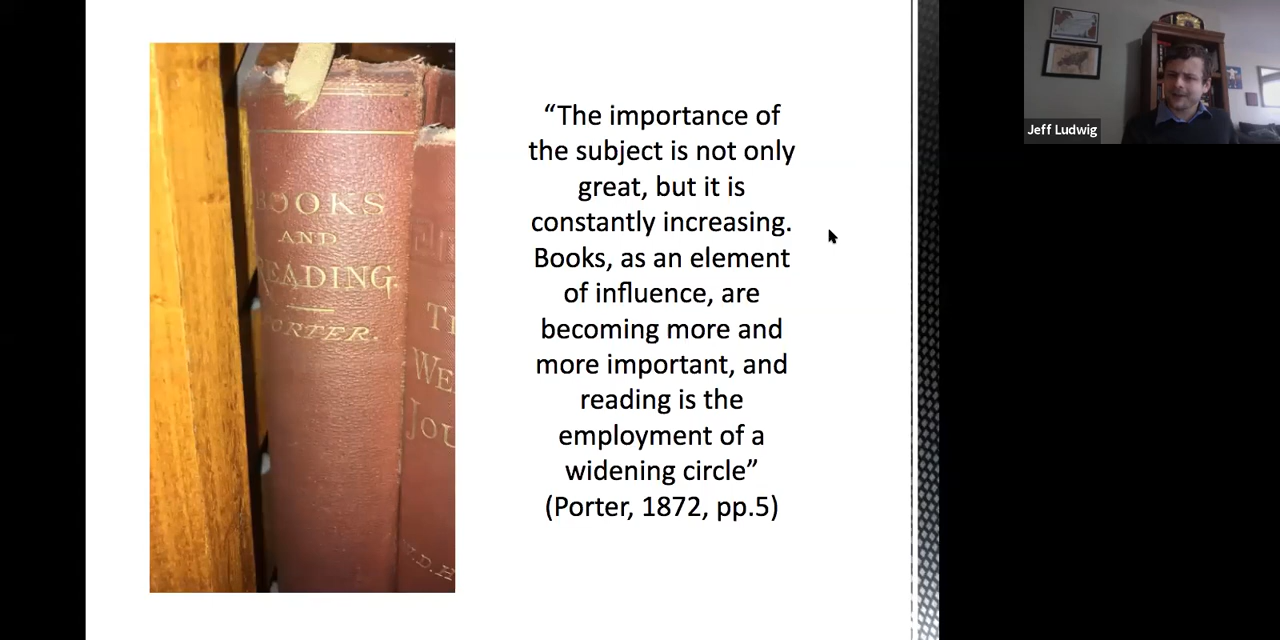 BOOKS
AND
READING
PORTER.
“The importance of
the subject is not only
great, but it is
constantly increasing.
Books, as an element
of influence, are
becoming more and
more important, and
reading is the
employment of a
widening circle”
(Porter, 1872, pp.5)
Jeff Ludwig